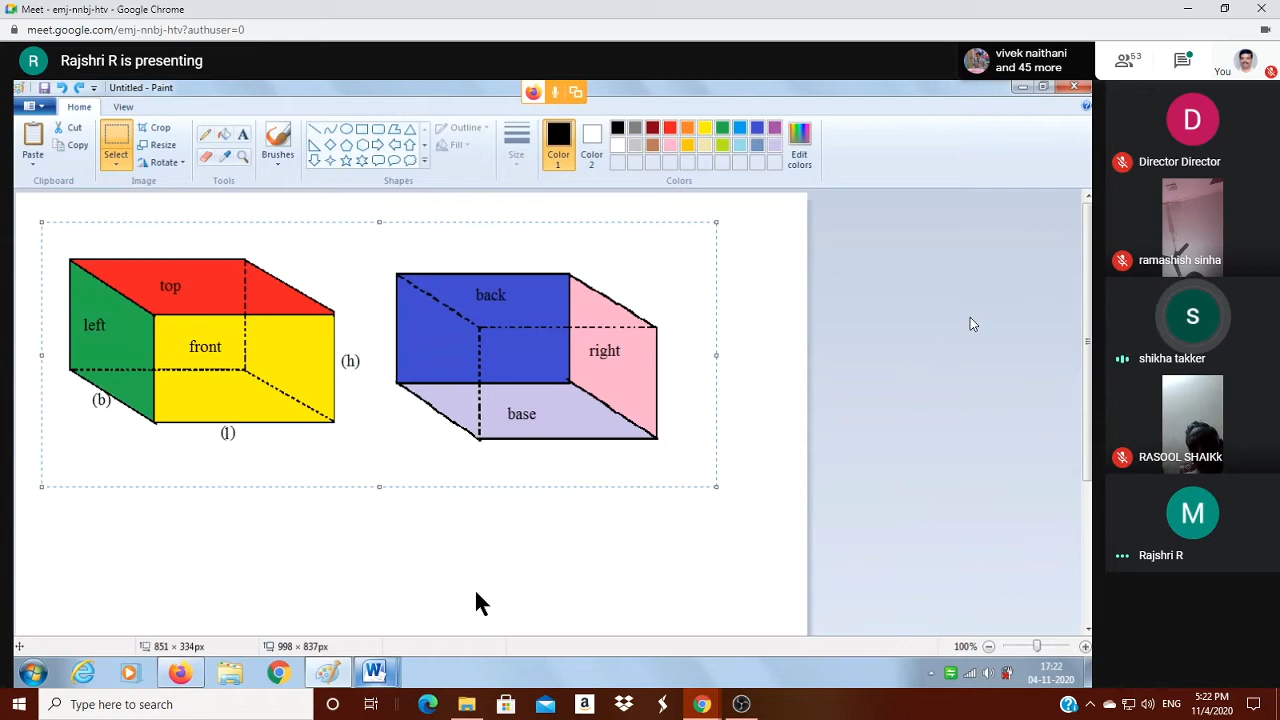 Meet - emj-nnbj-htv - Google Chrome
meet.google.com/emj-nnbj-htv?authuser=0
R Rajshri R is presenting
vivek naithani
and 45 more
53
You
Untitled - Paint
Home View
Paste
Cut
Copy
Clipboard
Select
Crop
Resize
Rotate
Image
A
Tools
Brushes
Shapes
Outline
Fill
Size
Color
1
Color
2
Edit
colors
Colors
top
left
front
(h)
(b)
(l)
back
right
base
D
Director Director
ramashish sinha
s
shikha takker
RASOOL SHAIKk
M
Rajshri R
851 × 334px
998 × 837px
100%
17:22
04-11-2020
Type here to search
ENG
5:22 PM
11/4/2020